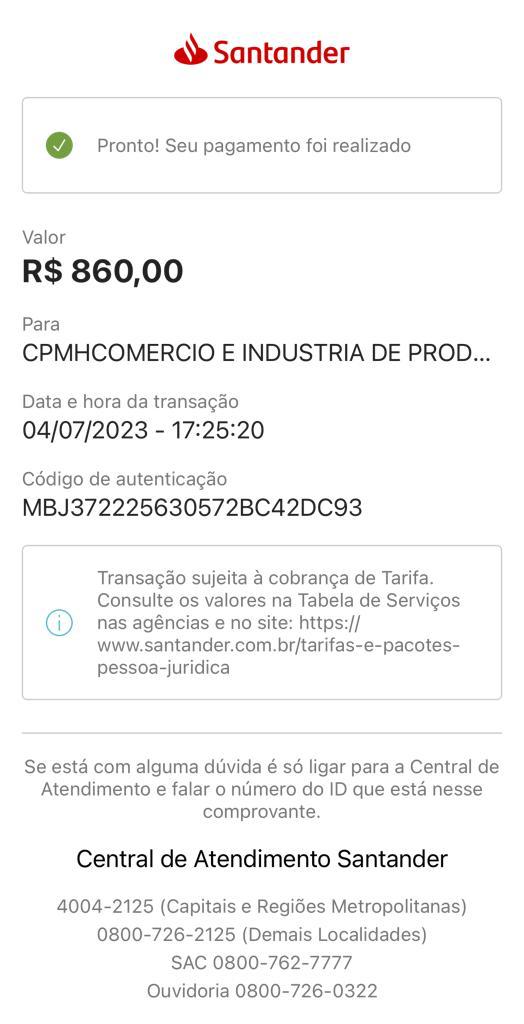 Santander
Pronto! Seu pagamento foi realizado
Valor
R$ 860,00
Para
CPMHCOMERCIO E INDUSTRIA DE PROD...
Data e hora da transação
04/07/2023 - 17:25:20
Código de autenticação
MBJ372225630572BC42DC93
Transação sujeita à cobrança de Tarifa.
Consulte os valores na Tabela de Serviços
nas agências e no site: https://
www.santander.com.br/tarifas-e-pacotes-
pessoa-juridica
Se está com alguma dúvida é só ligar para a Central de
Atendimento e falar o número do ID que está nesse
comprovante.
Central de Atendimento Santander
4004-2125 (Capitais e Regiões Metropolitanas)
0800-726-2125 (Demais Localidades)
SAC 0800-762-7777
Ouvidoria 0800-726-0322